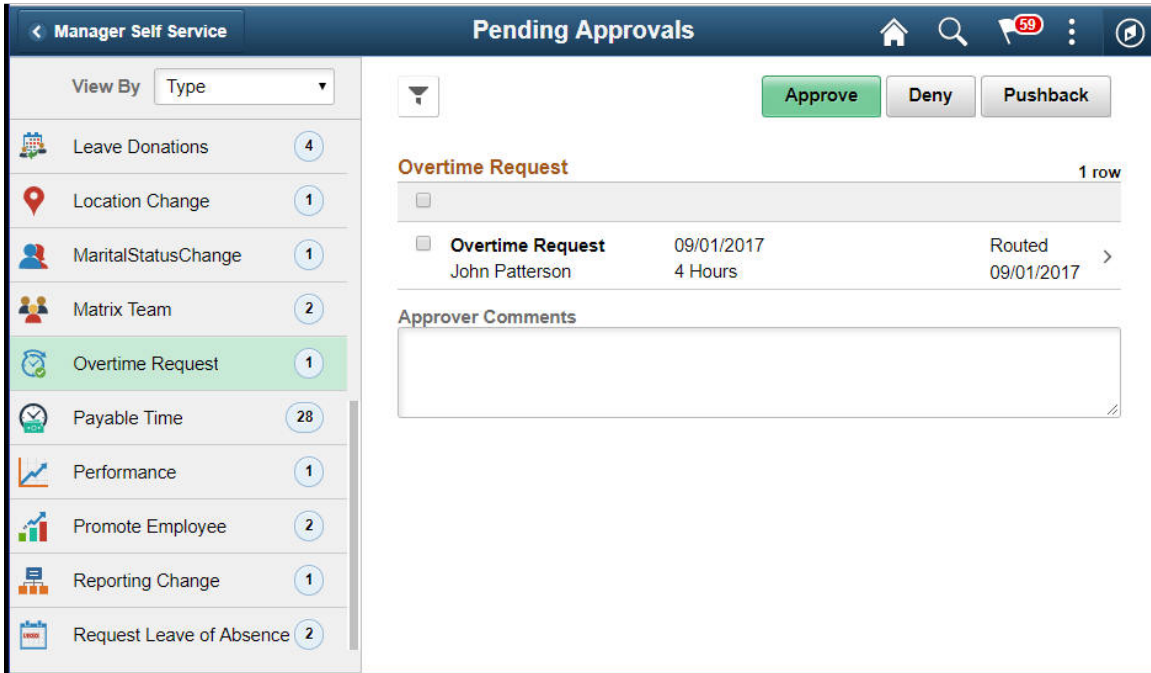 Manager Self Service
Pending Approvals
59
View By Type
Leave Donations 4
Location Change 1
MaritalStatusChange 1
Matrix Team 2
Overtime Request 1
Payable Time 28
Performance 1
Promote Employee 2
Reporting Change 1
Request Leave of Absence 2
Approve Deny Pushback
Overtime Request
1 row
Overtime Request 09/01/2017 Routed
John Patterson 4 Hours 09/01/2017
Approver Comments